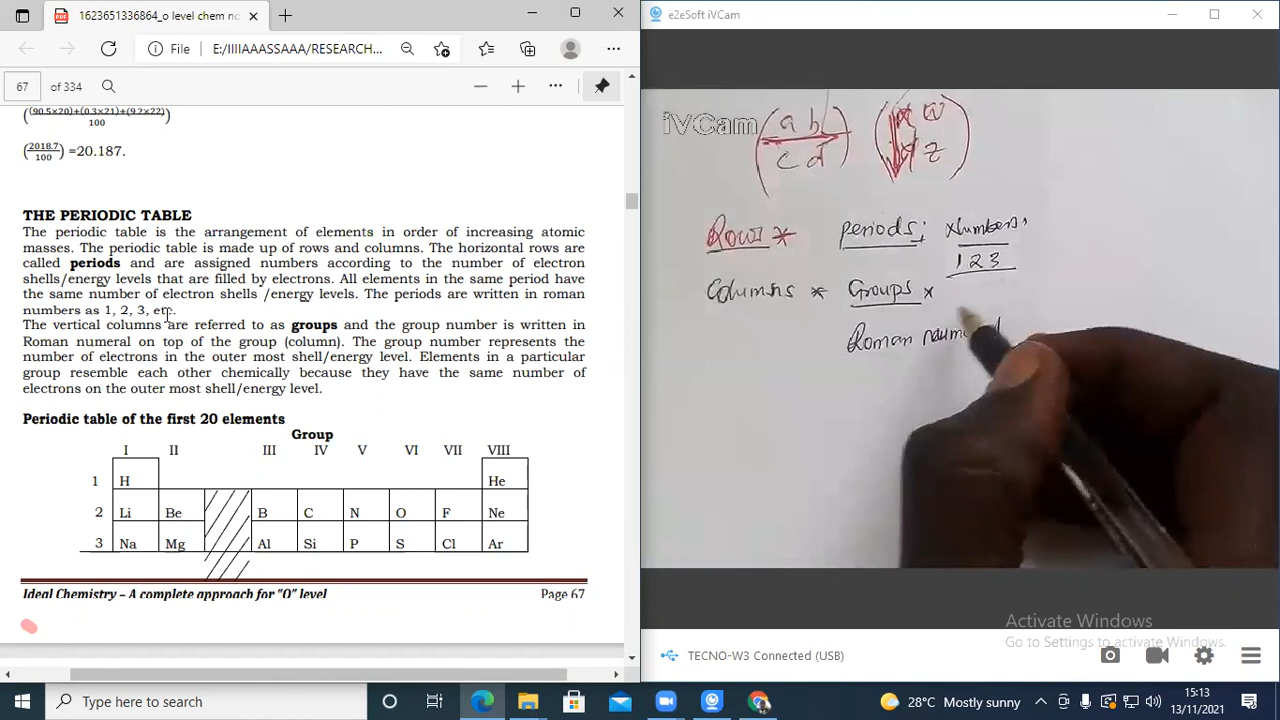 1623651336864_o level chem no
File
E:/IIIIAAASSAAA/RESEARCH...
67 of 334
((90.5x20)+(0.3x21)+(9.2x22)
100
(2018.7
100) =20.187.
THE PERIODIC TABLE
The periodic table is the arrangement of elements in order of increasing atomic
masses. The periodic table is made up of rows and columns. The horizontal rows are
called periods and are assigned numbers according to the number of electron
shells/energy levels that are filled by electrons. All elements in the same period have
the same number of electron shells /energy levels. The periods are written in roman
numbers as 1, 2, 3, etc.
The vertical columns are referred to as groups and the group number is written in
Roman numeral on top of the group (column). The group number represents the
number of electrons in the outer most shell/energy level. Elements in a particular
group resemble each other chemically because they have the same number of
electrons on the outer most shell/energy level.
Periodic table of the first 20 elements
Group
I II III IV V VI VII VIII
1 H He
2 Li Be B C N O F Ne
3 Na Mg Al Si P S Cl Ar
Ideal Chemistry – A complete approach for "O" level Page 67
e2eSoft iVCam
iVCam
a b
c d
z
Rows * Periods; Numbers,
1 2 3
Columns * Groups *
Roman
Activate Windows
Go to Settings to activate Windows.
TECNO-W3 Connected (USB)
Type here to search
28°C Mostly sunny
15:13
13/11/2021